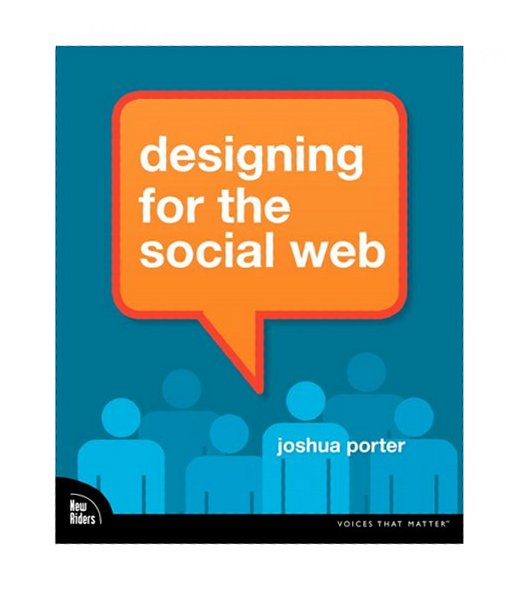 designing
for the
social web
joshua porter
New
Riders
VOICES THAT MATTER™